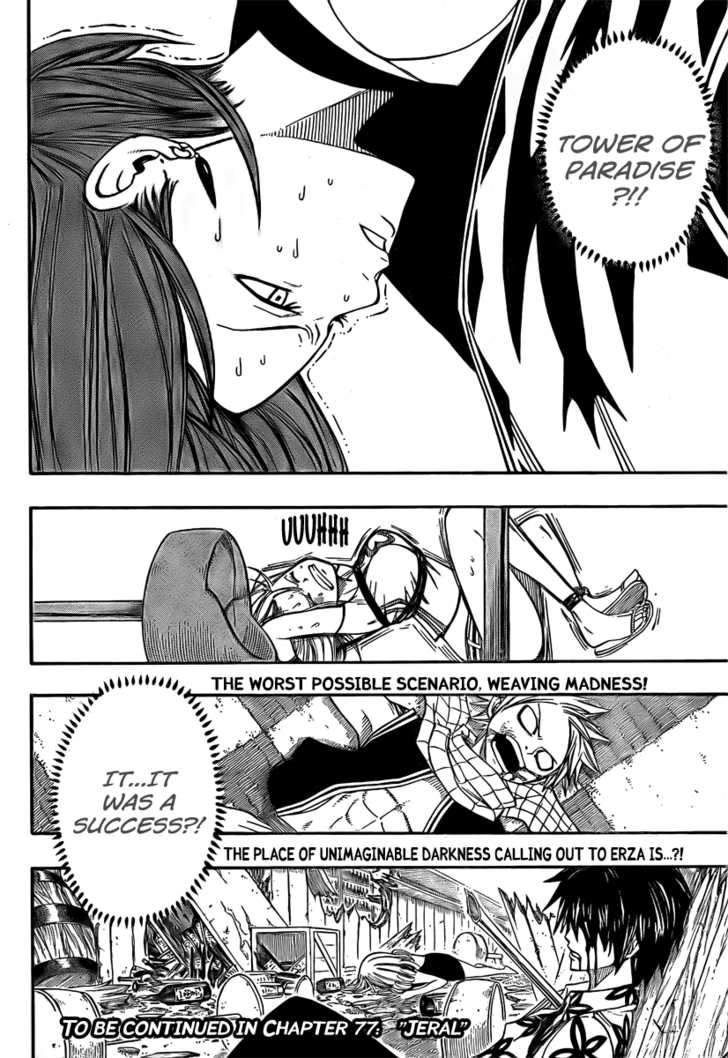 TOWER OF
PARADISE
?!!
UUUHHH
THE WORST POSSIBLE SCENARIO, WEAVING MADNESS!
IT...IT
WAS A
SUCCESS?!
THE PLACE OF UNIMAGINABLE DARKNESS CALLING OUT TO ERZA IS...?!
TO BE CONTINUED IN CHAPTER 77: "JERAL"